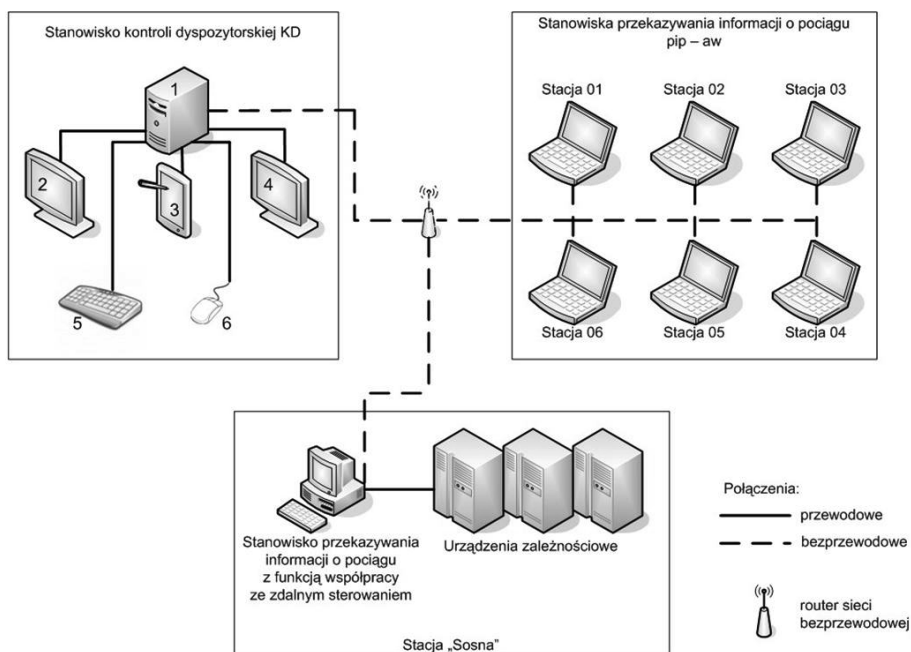 Stanowisko kontroli dyspozytorskiej KD
1
2
3
4
5
6
Stanowiska przekazywania informacji o pociągu
pip – aw
Stacja 01
Stacja 02
Stacja 03
Stacja 06
Stacja 05
Stacja 04
Stanowisko przekazywania
informacji o pociągu
z funkcją współpracy
ze zdalnym sterowaniem
Urządzenia zależnościowe
Stacja „Sosna”
Połączenia:
przewodowe
bezprzewodowe
router sieci
bezprzewodowej